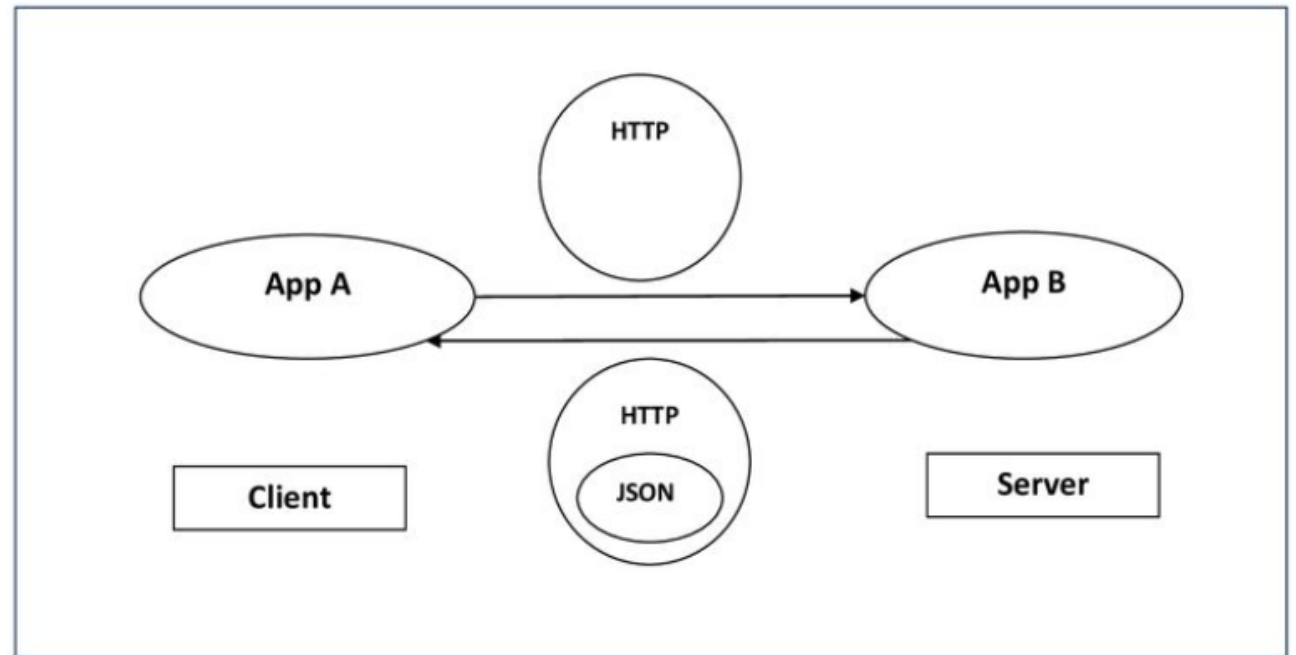 HTTP
App A
App B
HTTP
JSON
Client
Server